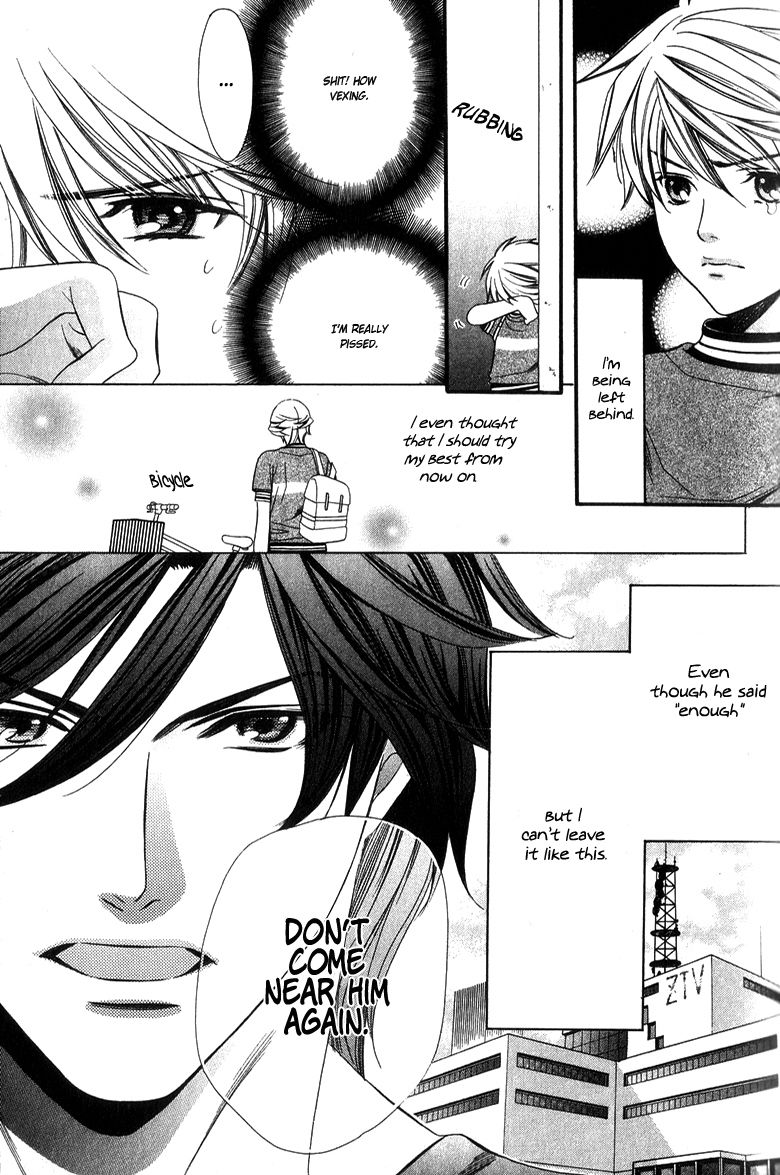 I'm
being
left
behind.
RUBBING
SHIT! HOW
VEXING.
I'M REALLY
PISSED.
...
I even thought
that I should try
my best from
now on
Bicycle
Even
though he said
"enough"
But I
can't leave
it like this.
ZTV
DON'T
COME
NEAR HIM
AGAIN.